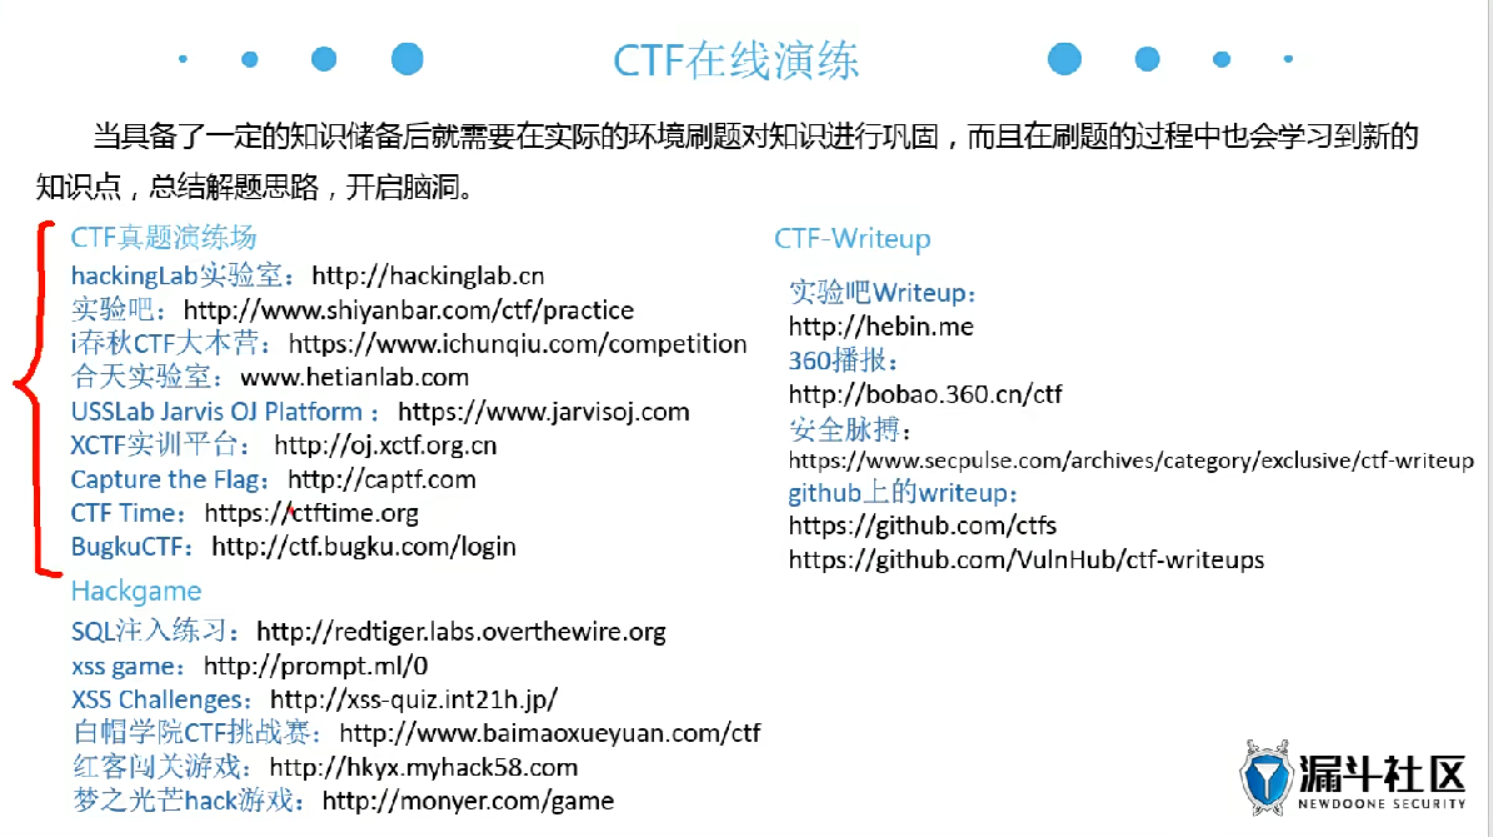 CTF在线演练
当具备了一定的知识储备后就需要在实际的环境刷题对知识进行巩固，而且在刷题的过程中也会学习到新的
知识点，总结解题思路，开启脑洞。
CTF真题演练场
hackingLab实验室：http://hackinglab.cn
实验吧：http://www.shiyanbar.com/ctf/practice
i春秋CTF大本营：https://www.ichunqiu.com/competition
合天实验室：www.hetianlab.com
USSLab Jarvis OJ Platform ：https://www.jarvisoj.com
XCTF实训平台： http://oj.xctf.org.cn
Capture the Flag：http://captf.com
CTF Time：https://ctftime.org
BugkuCTF：http://ctf.bugku.com/login
Hackgame
SQL注入练习：http://redtiger.labs.overthewire.org
xss game：http://prompt.ml/0
XSS Challenges：http://xss-quiz.int21h.jp/
白帽学院CTF挑战赛：http://www.baimaoxueyuan.com/ctf
红客闯关游戏：http://hkyx.myhack58.com
梦之光芒hack游戏：http://monyer.com/game
CTF-Writeup
实验吧Writeup：
http://hebin.me
360播报：
http://bobao.360.cn/ctf
安全脉搏：
https://www.secpulse.com/archives/category/exclusive/ctf-writeup
github上的writeup：
https://github.com/ctfs
https://github.com/VulnHub/ctf-writeups
漏斗社区
NEWDOONE SECURITY